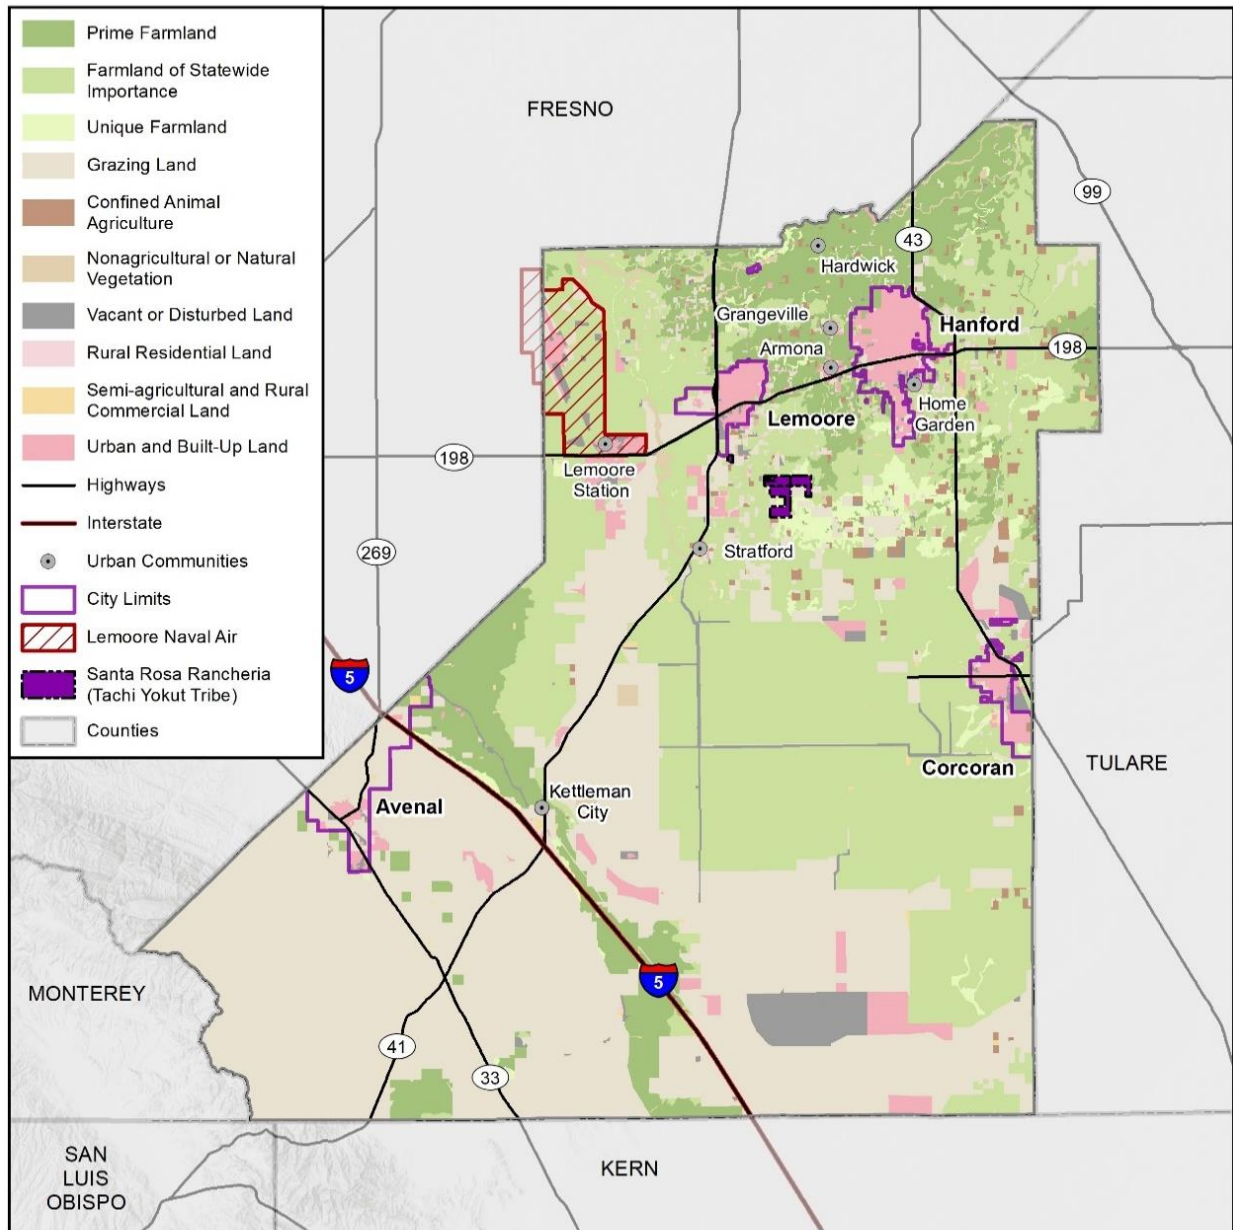 Prime Farmland
Farmland of Statewide
Importance
Unique Farmland
Grazing Land
Confined Animal
Agriculture
Nonagricultural or Natural
Vegetation
Vacant or Disturbed Land
Rural Residential Land
Semi-agricultural and Rural
Commercial Land
Urban and Built-Up Land
Highways
Interstate
Urban Communities
City Limits
Lemoore Naval Air
Santa Rosa Rancheria
(Tachi Yokut Tribe)
Counties
FRESNO
99
43
Hardwick
Grangeville
Hanford
Armona
198
Home
Garden
Lemoore
198
Lemoore
Station
269
Stratford
5
Corcoran
TULARE
Kettleman
City
Avenal
5
MONTEREY
41
33
SAN
LUIS
OBISPO
KERN